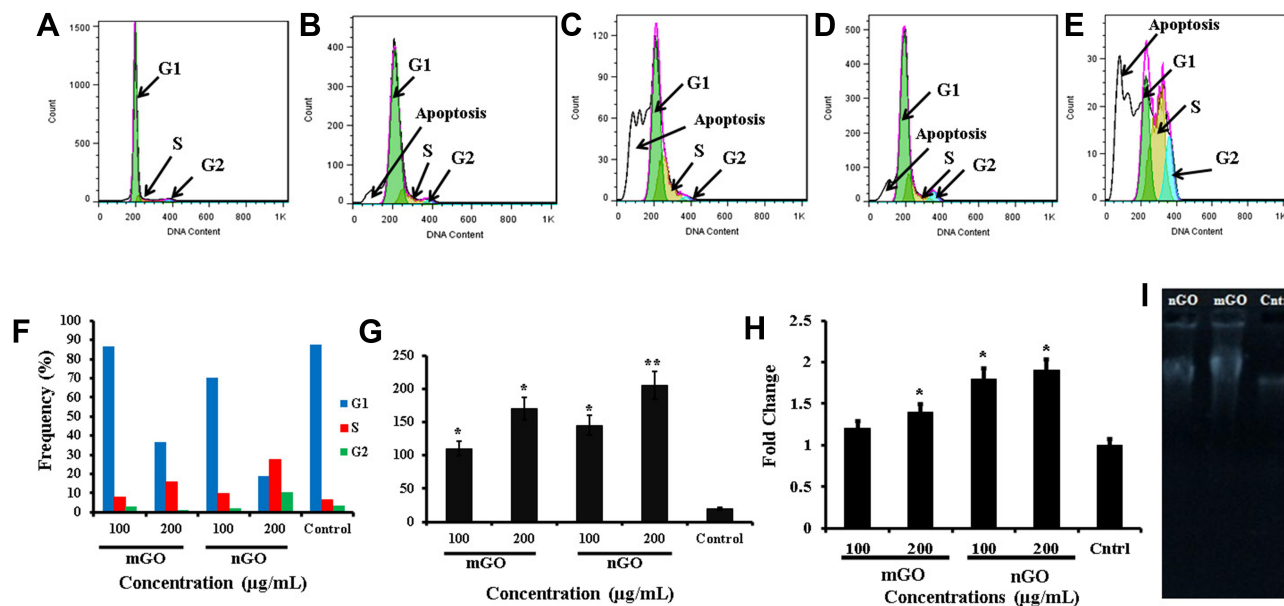 A
1500
1000
500
0
Count
G1
S
G2
0 200 400 600 800 1K
DNA Content
B
400
300
200
100
0
Count
G1
Apoptosis
S
G2
0 200 400 600 800 1K
DNA Content
C
120
90
60
30
0
Count
G1
Apoptosis
S
G2
0 200 400 600 800 1K
DNA Content
D
500
400
300
200
100
0
Count
G1
Apoptosis
S
G2
0 200 400 600 800 1K
DNA Content
E
30
20
10
0
Count
Apoptosis
G1
S
G2
0 200 400 600 800 1K
DNA Content
F
100
90
80
70
60
50
40
30
20
10
0
Frequency (%)
G1
S
G2
100 200 100 200 Control
mGO nGO
Concentration (µg/mL)
G
250
200
150
100
50
0
* * * **
100 200 100 200 Control
mGO nGO
Concentration (µg/mL)
H
2.5
2
1.5
1
0.5
0
Fold Change
* * *
100 200 100 200 Cntrl
mGO nGO
Concentrations (µg/mL)
I
nGO mGO